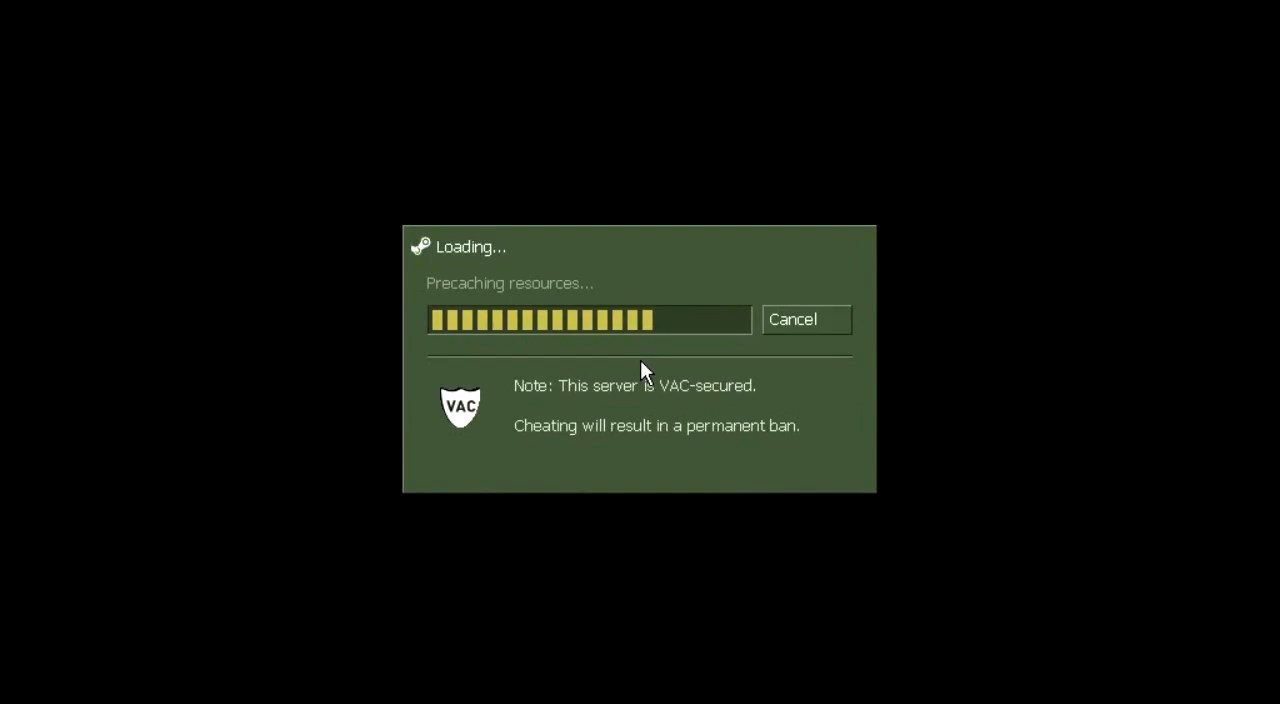 Loading...
Precaching resources...
Cancel
Note: This server is VAC-secured.
VAC
Cheating will result in a permanent ban.